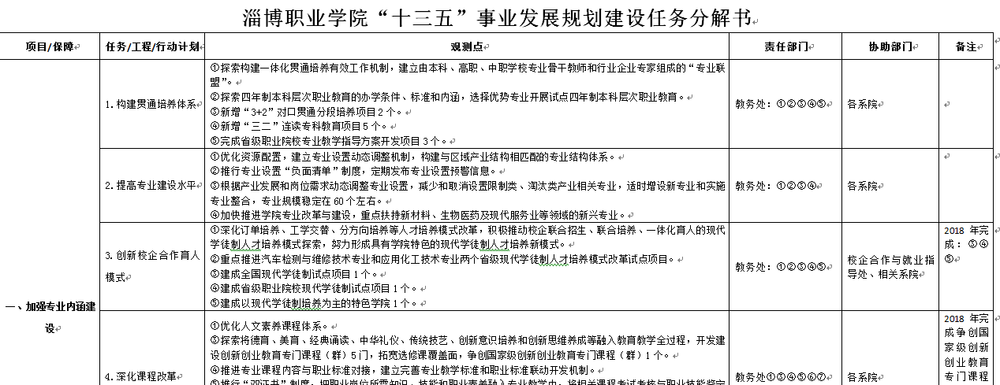 淄博职业学院“十三五”事业发展规划建设任务分解书
项目/保障
任务/工程/行动计划
观测点
责任部门
协助部门
备注
一、加强专业内涵建
设
1.构建贯通培养体系
①探索构建一体化贯通培养有效工作机制，建立由本科、高职、中职学校专业骨干教师和行业企业专家组成的“专业联
盟”。
②探索四年制本科层次职业教育的办学条件、标准和内涵，选择优势专业开展试点四年制本科层次职业教育。
③新增“3+2”对口贯通分段培养项目2个。
④新增“三二”连读专科教育项目5个。
⑤完成省级职业院校专业教学指导方案开发项目3个。
教务处：①②③④⑤
各系院
2.提高专业建设水平
①优化资源配置，建立专业设置动态调整机制，构建与区域产业结构相匹配的专业结构体系。
②推行专业设置“负面清单”制度，定期发布专业设置预警信息。
③根据产业发展和岗位需求动态调整专业设置，减少和取消设置限制类、淘汰类产业相关专业，适时增设新专业和实施
专业整合，专业规模稳定在60个左右。
④加快推进学院专业改革与建设，重点扶持新材料、生物医药及现代服务业等领域的新兴专业。
教务处：①②③④
各系院
3.创新校企合作育人
模式
①深化订单培养、工学交替、分方向培养等人才培养模式改革，积极推动校企联合招生、联合培养、一体化育人的现代
学徒制人才培养模式探索，努力形成具有学院特色的现代学徒制人才培养新模式。
②重点推进汽车检测与维修技术专业和应用化工技术专业两个省级现代学徒制人才培养模式改革试点项目。
③建成全国现代学徒制试点项目1个。
④建成省级职业院校现代学徒制试点项目1个。
⑤建成以现代学徒制培养为主的特色学院1个。
教务处：①②③④⑤
校企合作与就业指
导处、相关系院
2018 年完
成：③④
⑤
4.深化课程改革
①优化人文素养课程体系。
③探索将德育、美育、经典诵读、中华礼仪、传统技艺、创新意识培养和创新思维养成等融入教育教学全过程，开发建
设创新创业教育专门课程（群）5门，拓宽选修课覆盖面，争创国家级创新创业教育专门课程（群）1个。
④推进专业课程内容与职业标准对接，建立完善专业教学标准和职业标准联动开发机制。
⑤推行“双证书”制度，把职业岗位所需知识、技能和职业素养融入专业教学中，将相关课程考试考核与职业技能鉴定
教务处①③④⑤⑥⑦
各系院
2018 年完
成争创国
家级创新
创业教育
专门课程